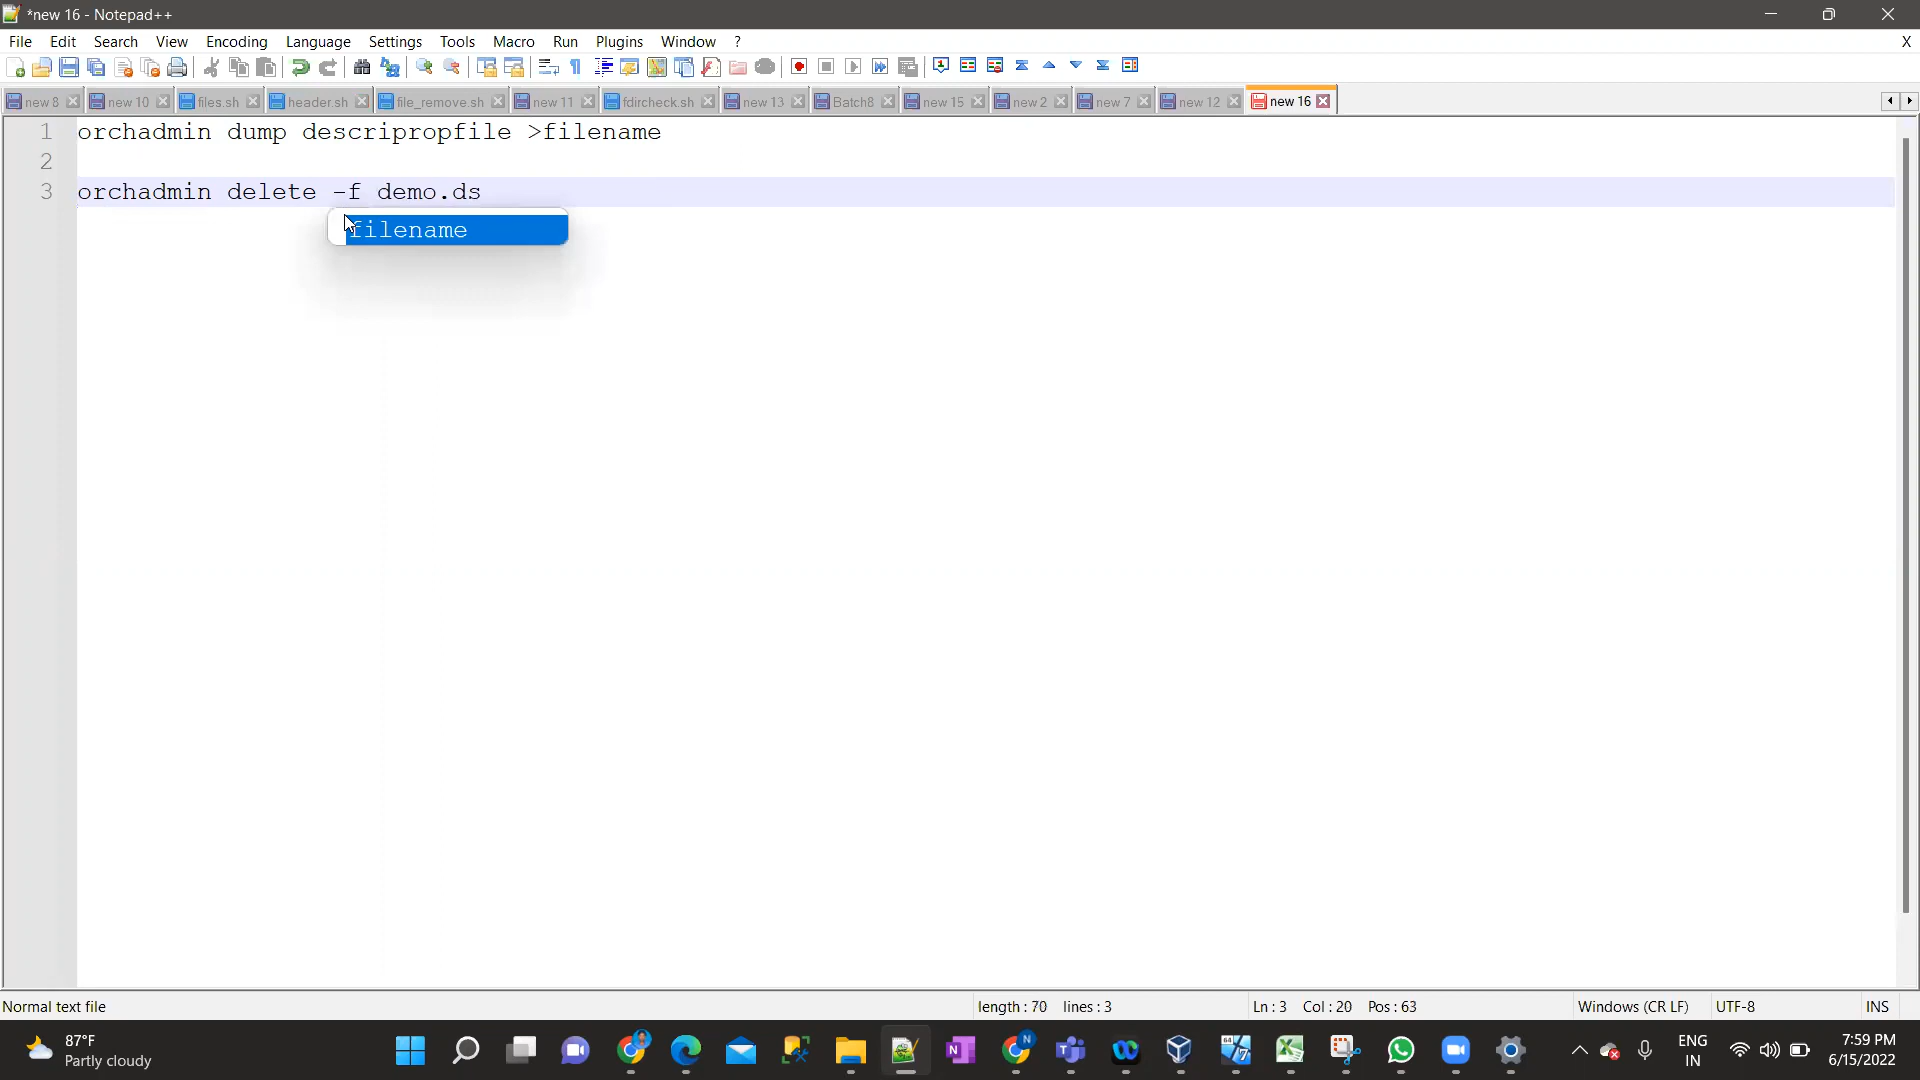 *new 16 - Notepad++
File Edit Search View Encoding Language Settings Tools Macro Run Plugins Window ? X
new 8 new 10 files.sh header.sh file_remove.sh new 11 fdircheck.sh new 13 Batch8 new 15 new 2 new 7 new 12 new 16
1 orchadmin dump descripropfile >filename
2
3 orchadmin delete -f demo.ds
filename
Normal text file length : 70 lines : 3 Ln : 3 Col : 20 Pos : 63 Windows (CR LF) UTF-8 INS
87°F
Partly cloudy
ENG
IN
7:59 PM
6/15/2022